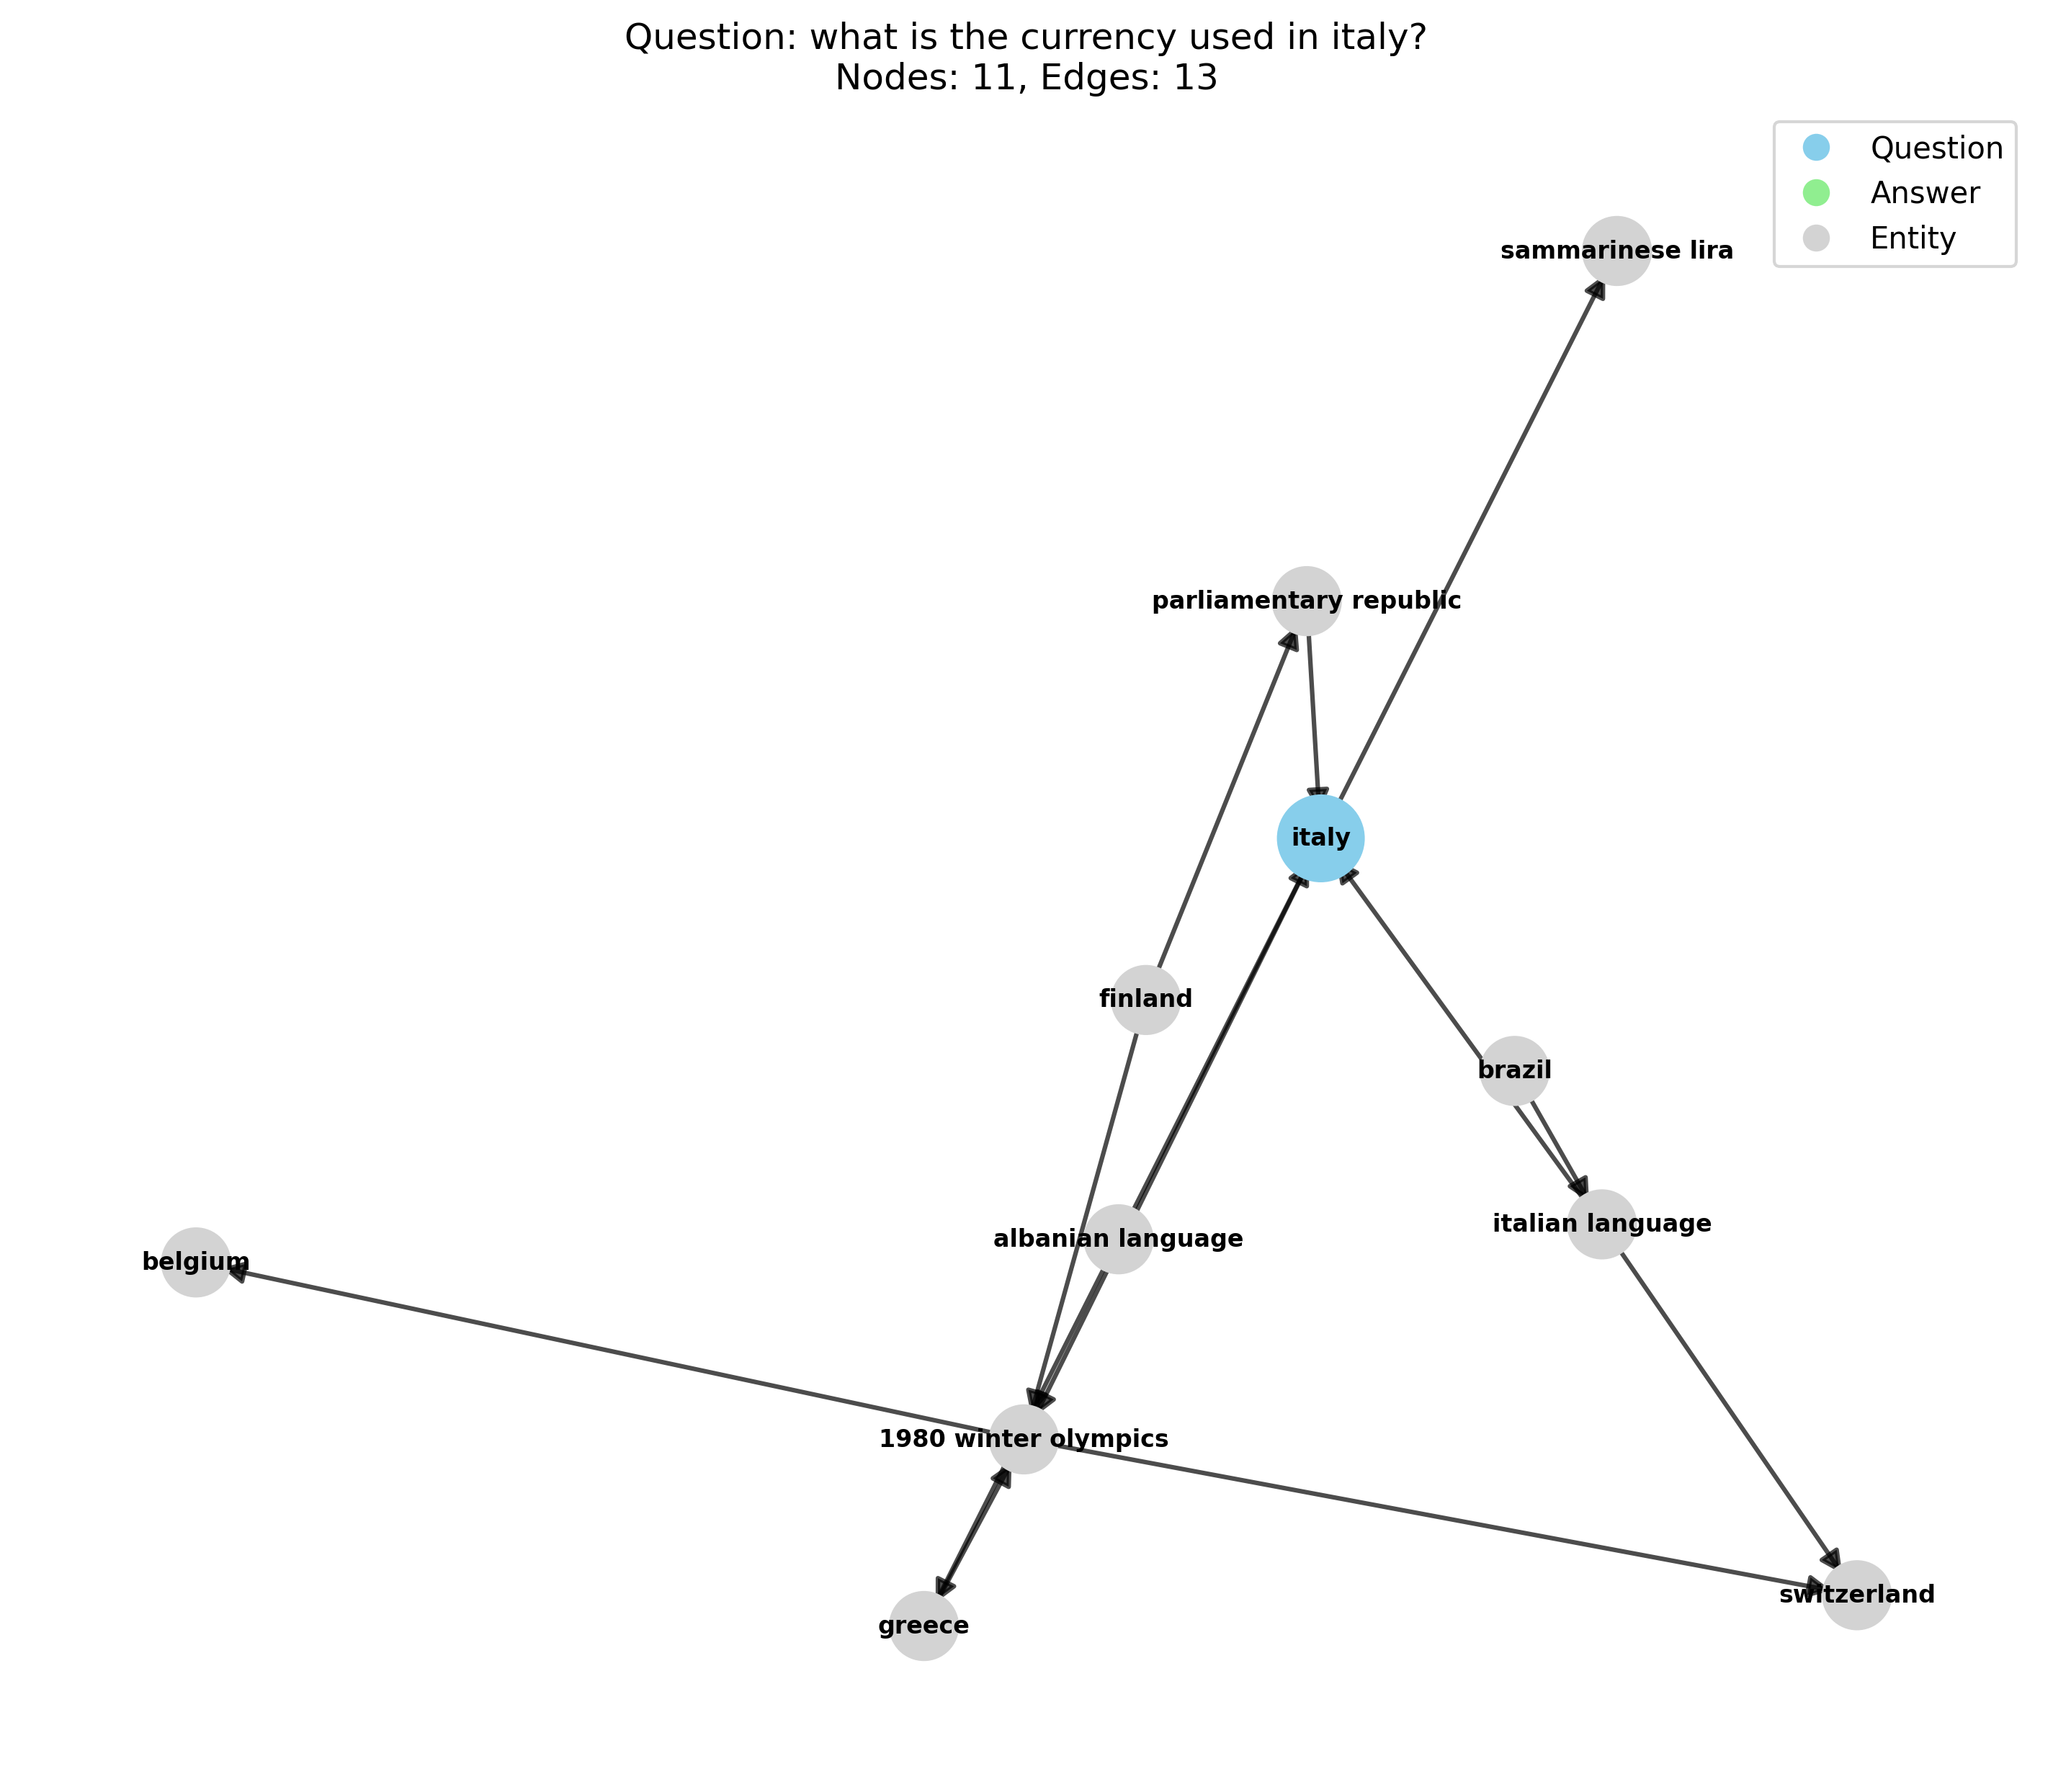 Question: what is the currency used in italy?
Nodes: 11, Edges: 13
Question
Answer
Entity
sammarinese lira
parliamentary republic
italy
finland
brazil
italian language
albanian language
belgium
1980 winter olympics
switzerland
greece